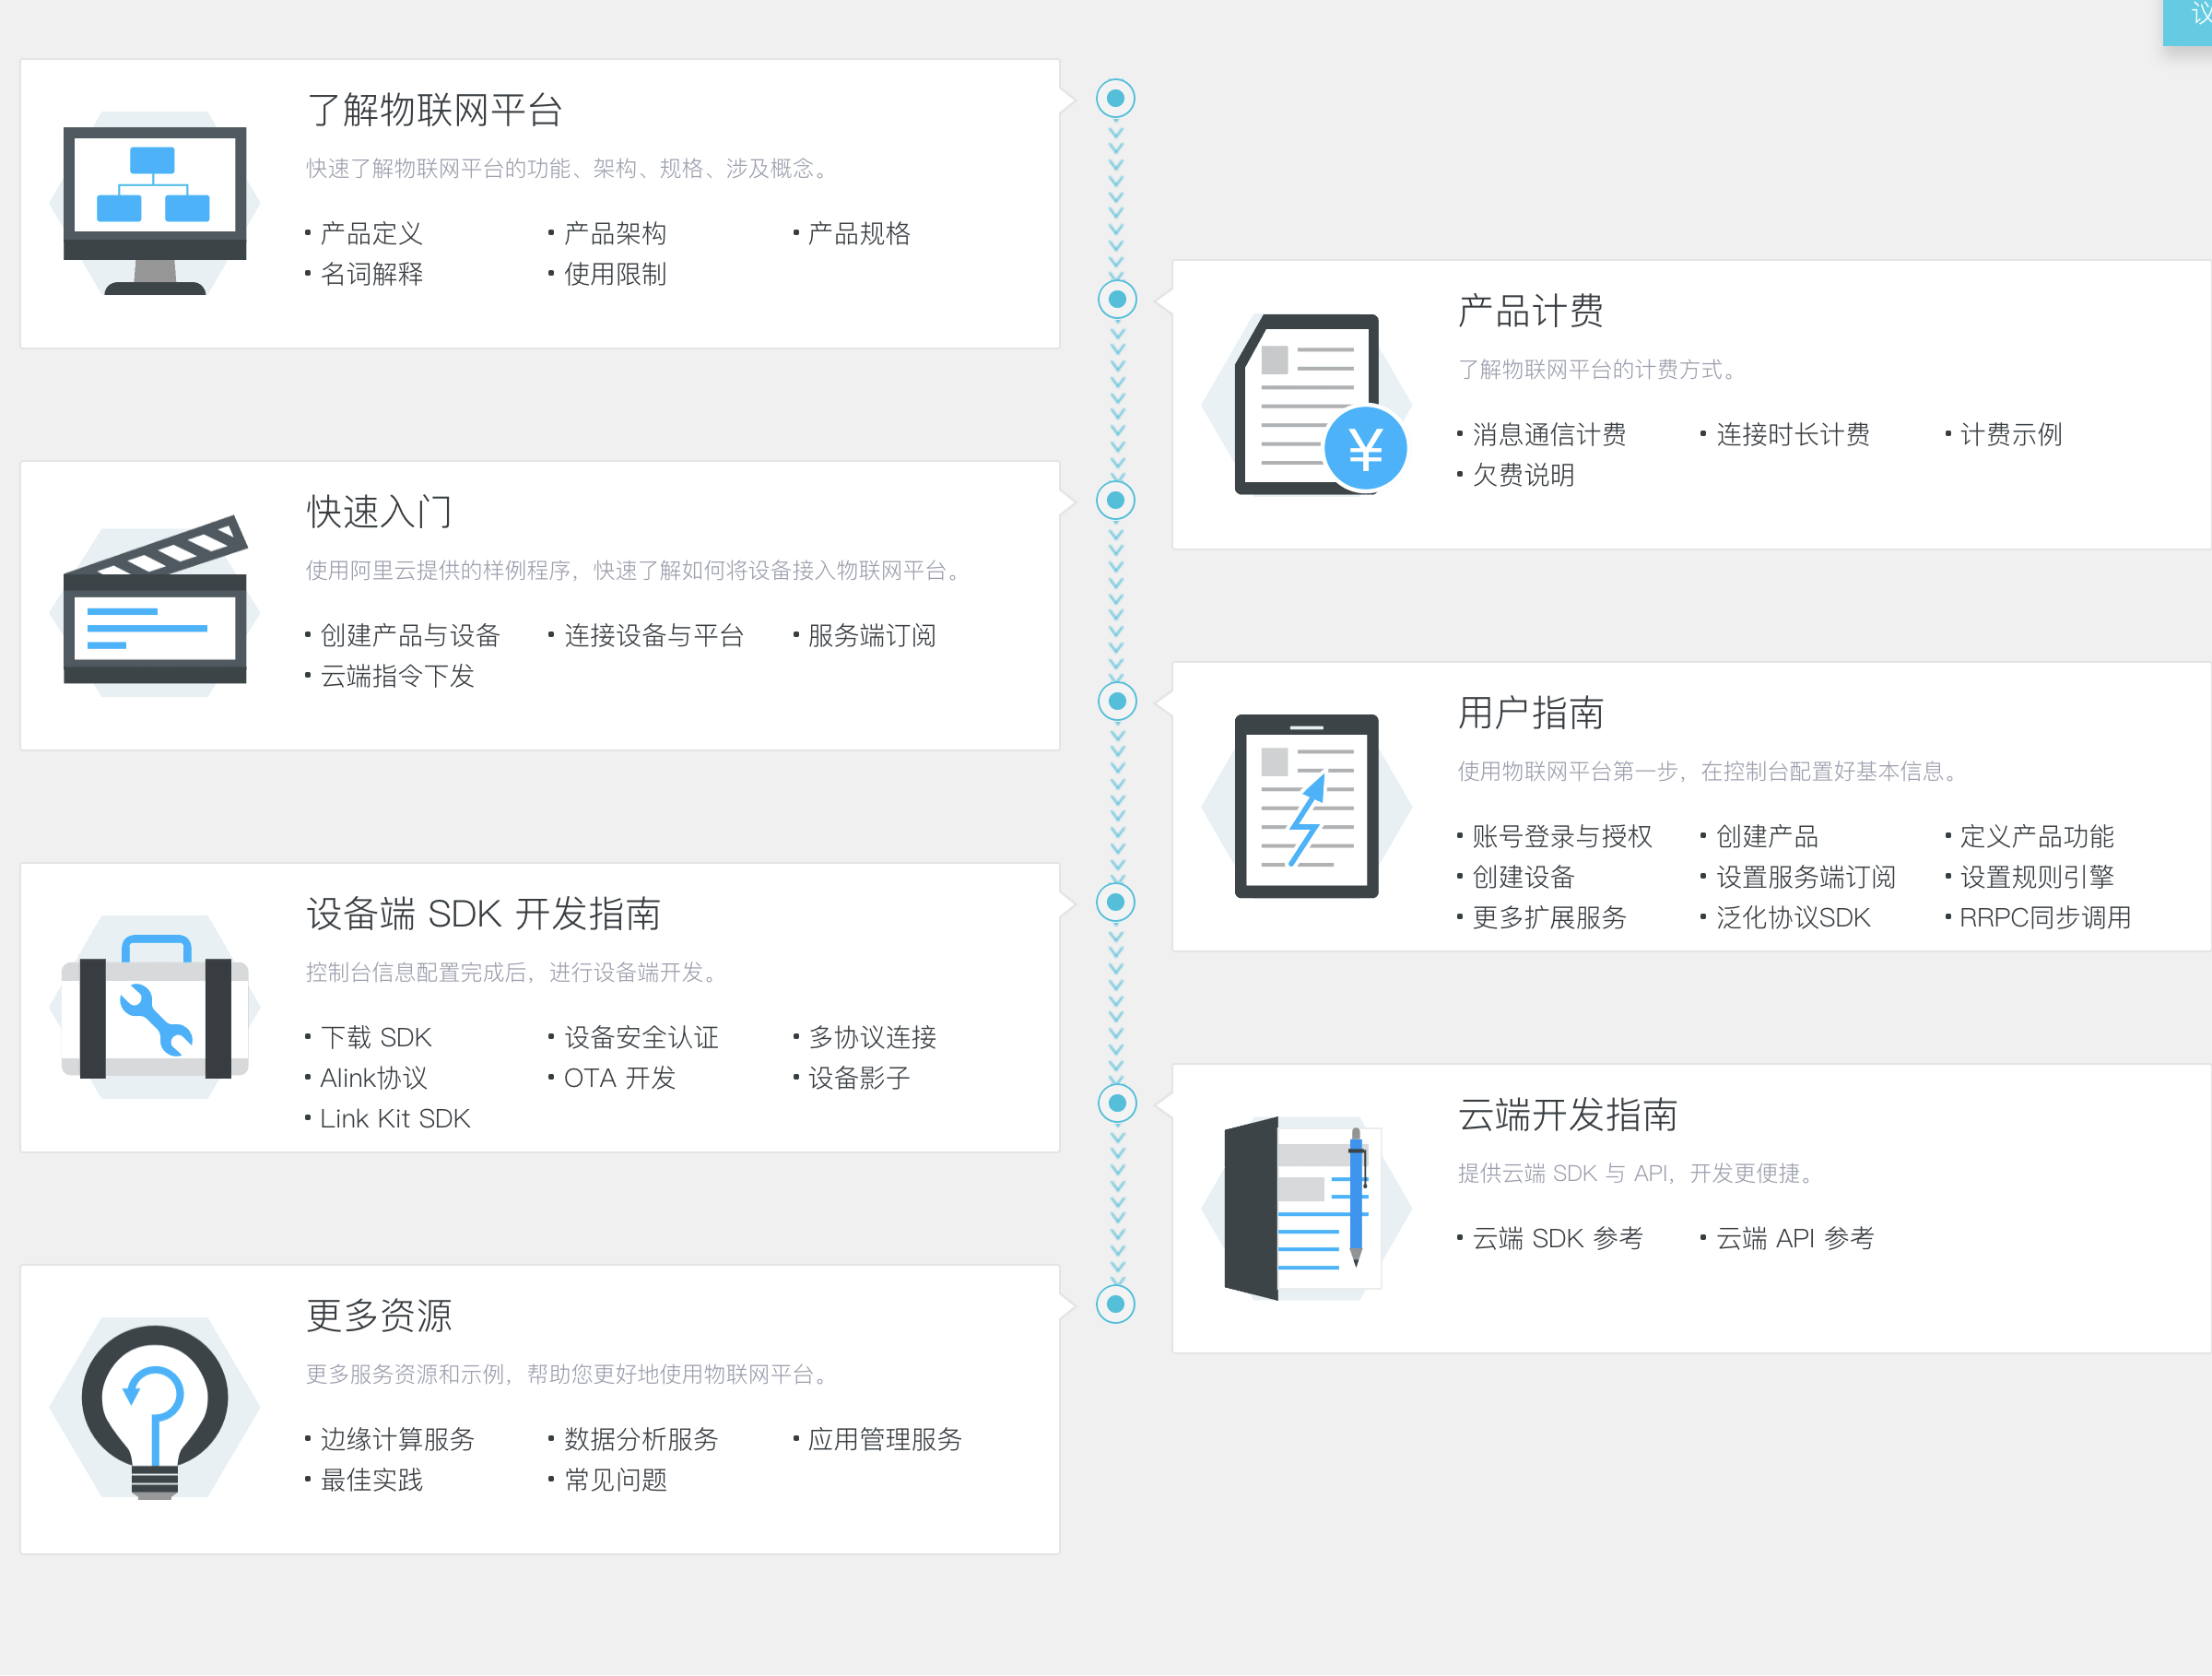 议
了解物联网平台
快速了解物联网平台的功能、架构、规格、涉及概念。
• 产品定义 • 产品架构 • 产品规格
• 名词解释 • 使用限制
产品计费
了解物联网平台的计费方式。
• 消息通信计费 • 连接时长计费 • 计费示例
• 欠费说明
¥
快速入门
使用阿里云提供的样例程序，快速了解如何将设备接入物联网平台。
• 创建产品与设备 • 连接设备与平台 • 服务端订阅
• 云端指令下发
用户指南
使用物联网平台第一步，在控制台配置好基本信息。
• 账号登录与授权 • 创建产品 • 定义产品功能
• 创建设备 • 设置服务端订阅 • 设置规则引擎
• 更多扩展服务 • 泛化协议SDK • RRPC同步调用
设备端 SDK 开发指南
控制台信息配置完成后，进行设备端开发。
• 下载 SDK • 设备安全认证 • 多协议连接
• Alink协议 • OTA 开发 • 设备影子
• Link Kit SDK
云端开发指南
提供云端 SDK 与 API，开发更便捷。
• 云端 SDK 参考 • 云端 API 参考
更多资源
更多服务资源和示例，帮助您更好地使用物联网平台。
• 边缘计算服务 • 数据分析服务 • 应用管理服务
• 最佳实践 • 常见问题